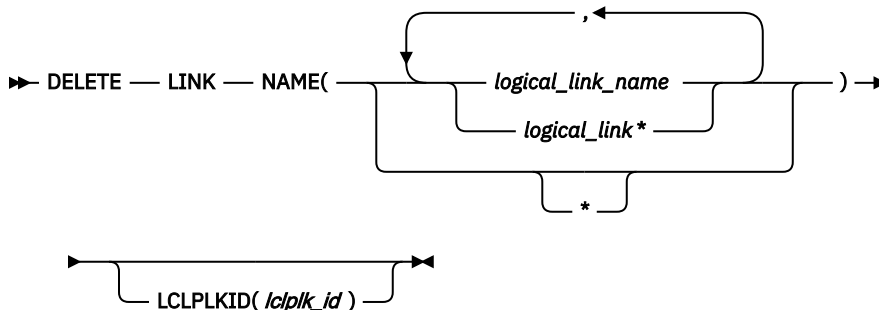 ,
DELETE LINK NAME( logical_link_name )
logical_link*
*
LCLPLKID( lclplk_id )